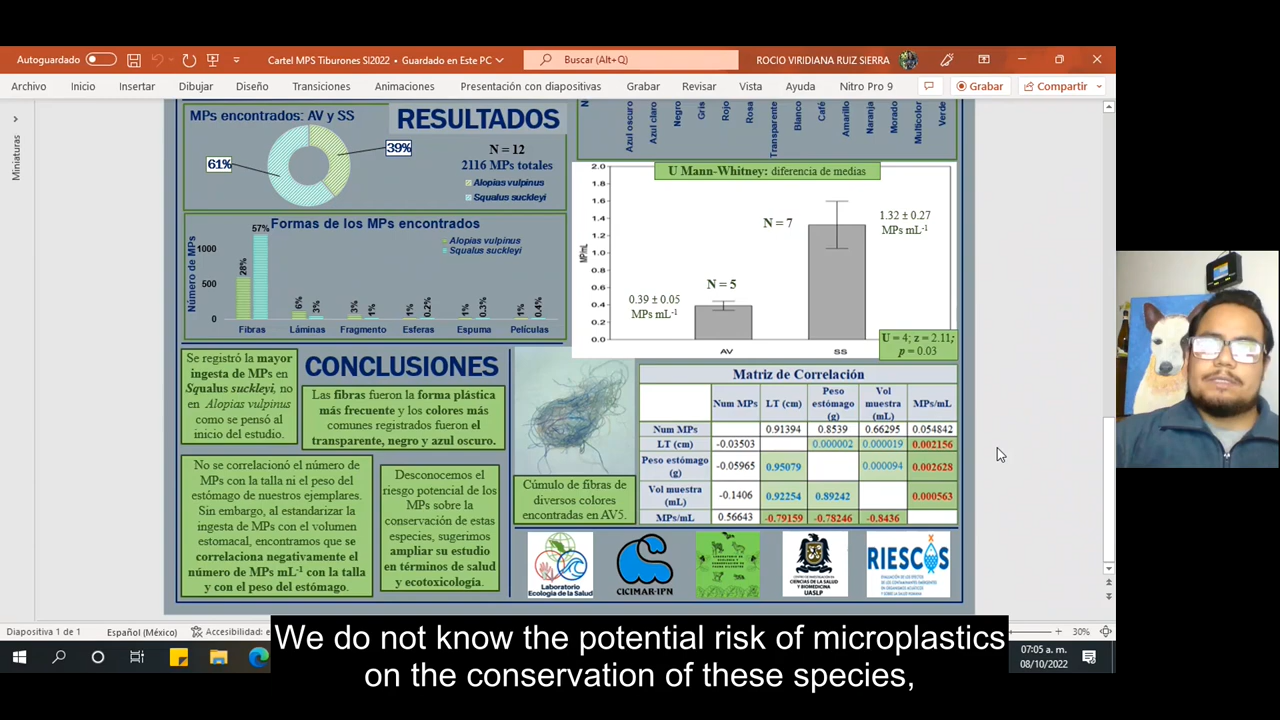 Autoguardado
Cartel MPS Tiburones SI2022 • Guardado en Este PC
Buscar (Alt+Q)
ROCIO VIRIDIANA RUIZ SIERRA
Archivo Inicio Insertar Dibujar Diseño Transiciones Animaciones Presentación con diapositivas Grabar Revisar Vista Ayuda Nitro Pro 9
Grabar
Compartir
Miniaturas
MPs encontrados: AV y SS
RESULTADOS
61%
39%
N = 12
2116 MPs totales
Alopias vulpinus
Squalus suckleyi
Formas de los MPs encontrados
Alopias vulpinus
Squalus suckleyi
Número de MPs
1000
500
0
28%
57%
6%
3%
3%
1%
1%
0.2%
1%
0.3%
1%
0.4%
Fibras Láminas Fragmento Esferas Espuma Películas
N
Azul oscuro
Azul claro
Negro
Gris
Rojo
Rosa
Transparente
Blanco
Café
Amarillo
Naranja
Morado
Multicolor
Verde
U Mann-Whitney: diferencia de medias
MP/mL
2.0
1.8
1.6
1.4
1.2
1.0
0.8
0.6
0.4
0.2
0.0
N = 7
1.32 ± 0.27
MPs mL-1
N = 5
0.39 ± 0.05
MPs mL-1
AV
SS
U = 4; z = 2.11;
p = 0.03
CONCLUSIONES
Se registró la mayor
ingesta de MPs en
Squalus suckleyi, no
en Alopias vulpinus
como se pensó al
inicio del estudio.
Las fibras fueron la forma plástica
más frecuente y los colores más
comunes registrados fueron el
transparente, negro y azul oscuro.
No se correlacionó el número de
MPs con la talla ni el peso del
estómago de nuestros ejemplares.
Sin embargo, al estandarizar la
ingesta de MPs con el volumen
estomacal, encontramos que se
correlaciona negativamente el
número de MPs mL-1 con la talla
y con el peso del estómago.
Desconocemos el
riesgo potencial de los
MPs sobre la
conservación de estas
especies, sugerimos
ampliar su estudio
en términos de salud
y ecotoxicología.
Cúmulo de fibras de
diversos colores
encontradas en AV5.
Matriz de Correlación
Num MPs LT (cm) Peso estómago (g) Vol muestra (mL) MPs/mL
Num MPs 0.91394 0.8539 0.66295 0.054842
LT (cm) -0.03503 0.000002 0.000019 0.002156
Peso estómago (g) -0.05965 0.95079 0.000094 0.002628
Vol muestra (mL) -0.1406 0.92254 0.89242 0.000563
MPs/mL 0.56643 -0.79159 -0.78246 -0.8436
Laboratorio
Ecología de la Salud
CICIMAR-IPN
CIENCIAS DE LA SALUD
Y BIOMEDICINA
UASLP
RIESCOS
Diapositiva 1 de 1
Español (México)
Accesibilidad: e
30%
We do not know the potential risk of microplastics
on the conservation of these species,
07:05 a. m.
08/10/2022